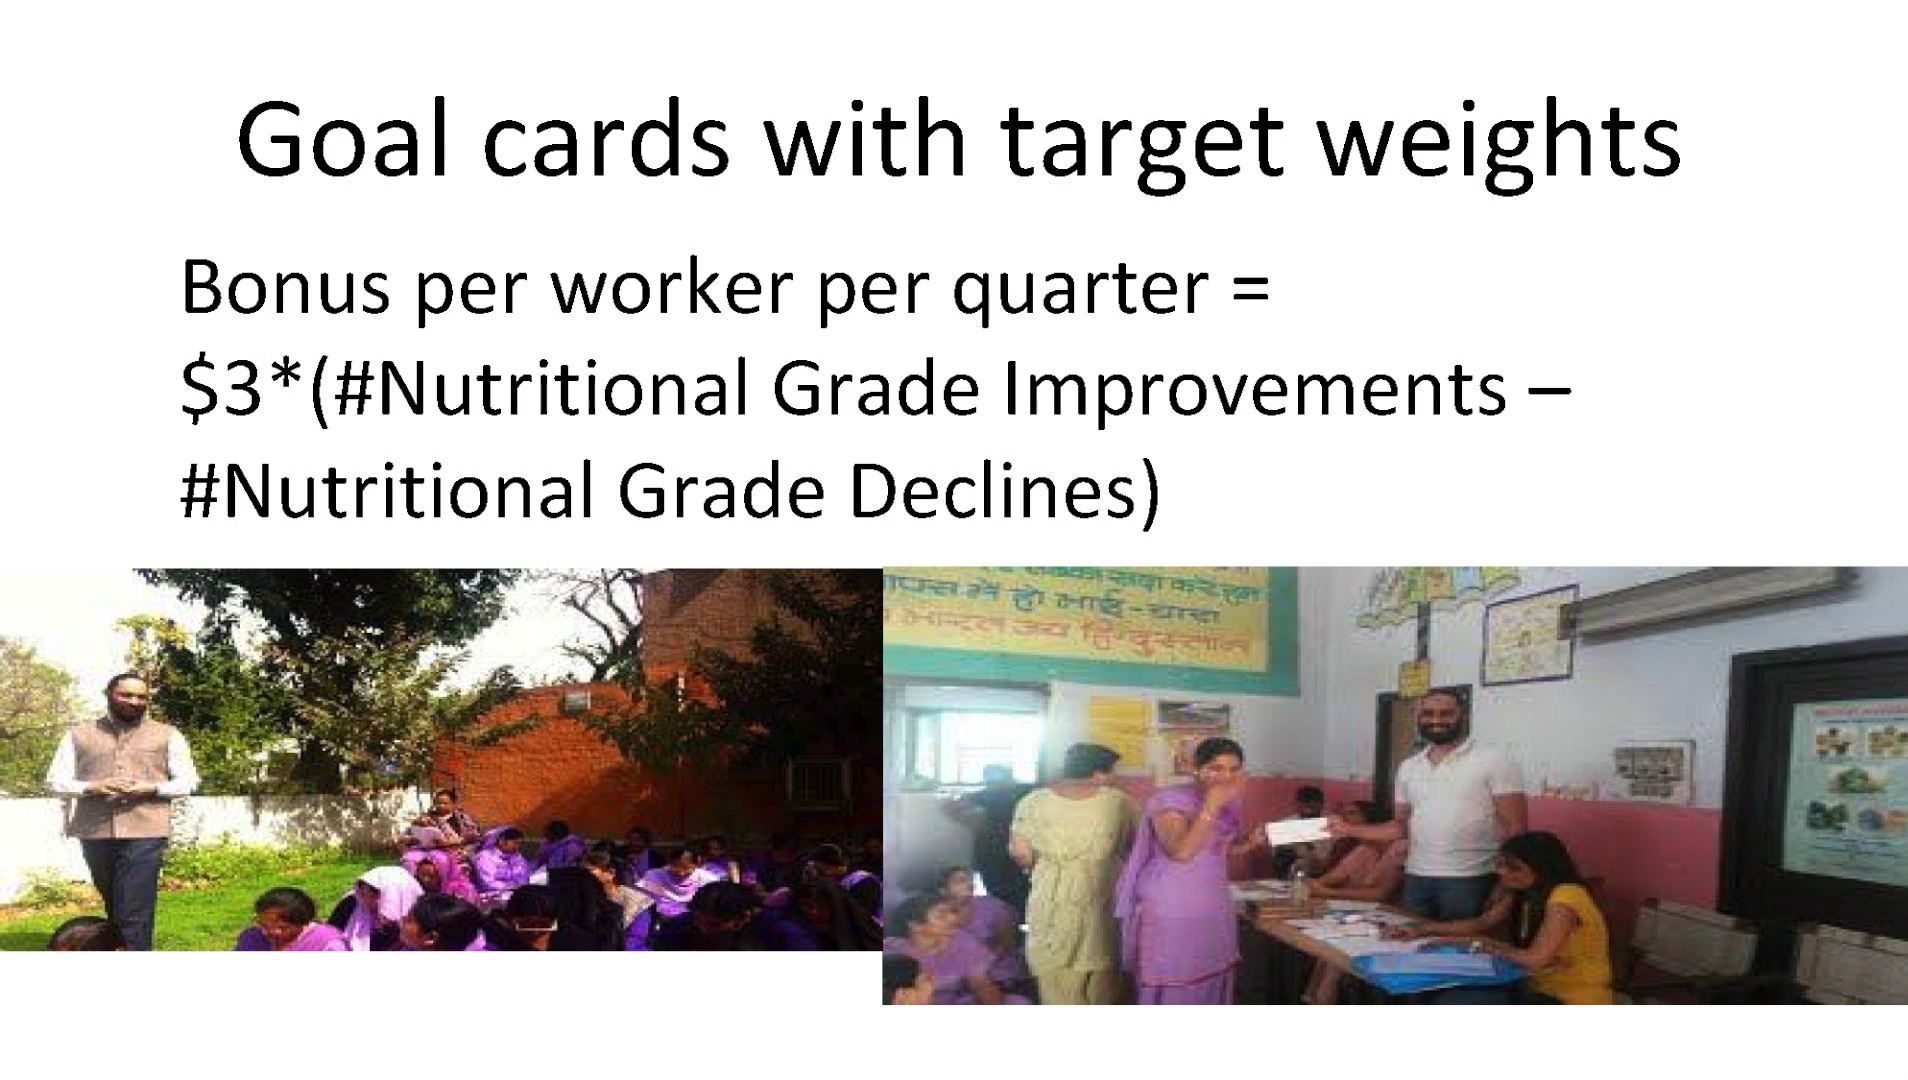 Goal cards with target weights
Bonus per worker per quarter =
$3*(#Nutritional Grade Improvements –
#Nutritional Grade Declines)
में हो भाई-चारा